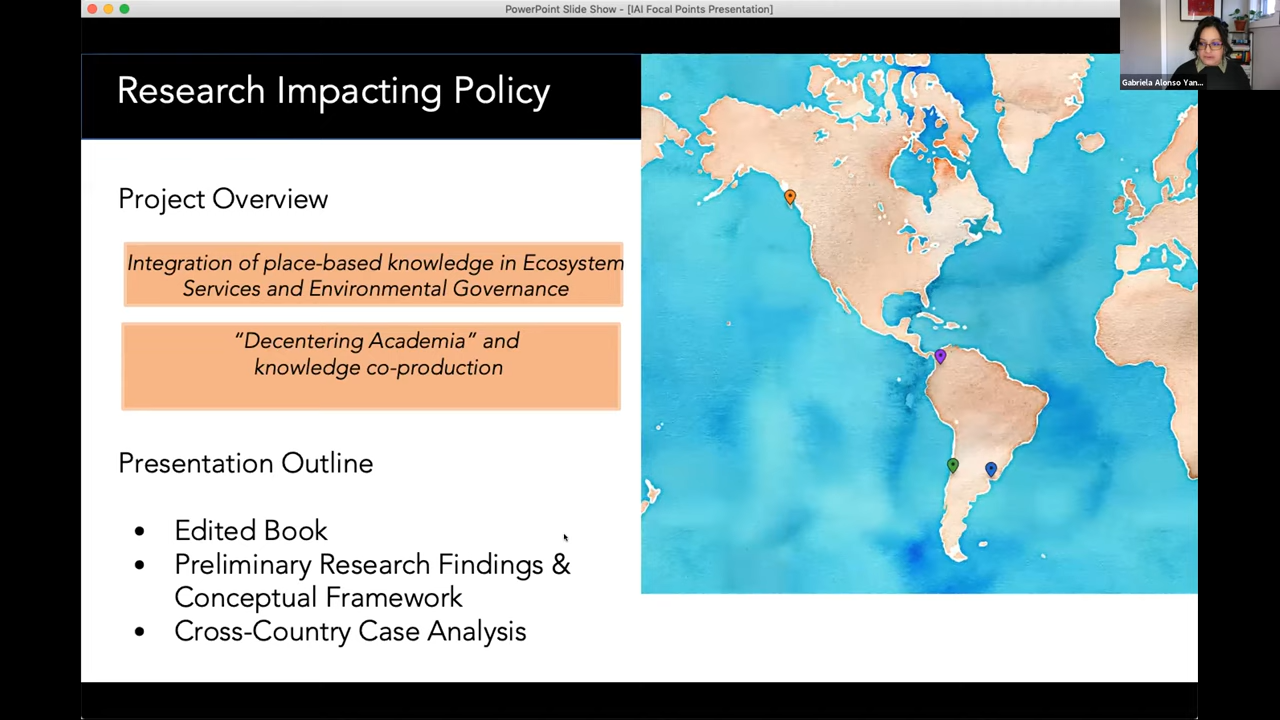 PowerPoint Slide Show - [IAI Focal Points Presentation]
Gabriela Alonso Yan...
Research Impacting Policy
Project Overview
Integration of place-based knowledge in Ecosystem
Services and Environmental Governance
“Decentering Academia” and
knowledge co-production
Presentation Outline
• Edited Book
• Preliminary Research Findings &
Conceptual Framework
• Cross-Country Case Analysis